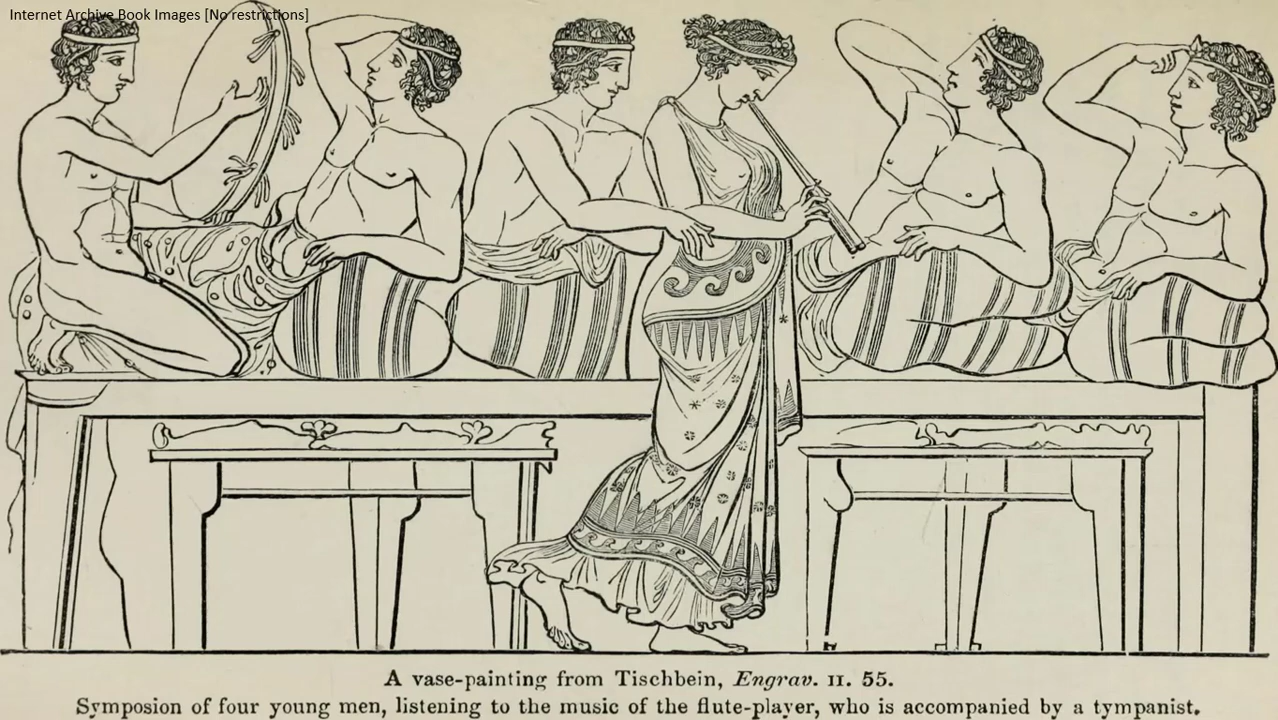 Internet Archive Book Images [No restrictions]
A vase-painting from Tischbein, Engrav. II. 55.
Symposion of four young men, listening to the music of the flute-player, who is accompanied by a tympanist.